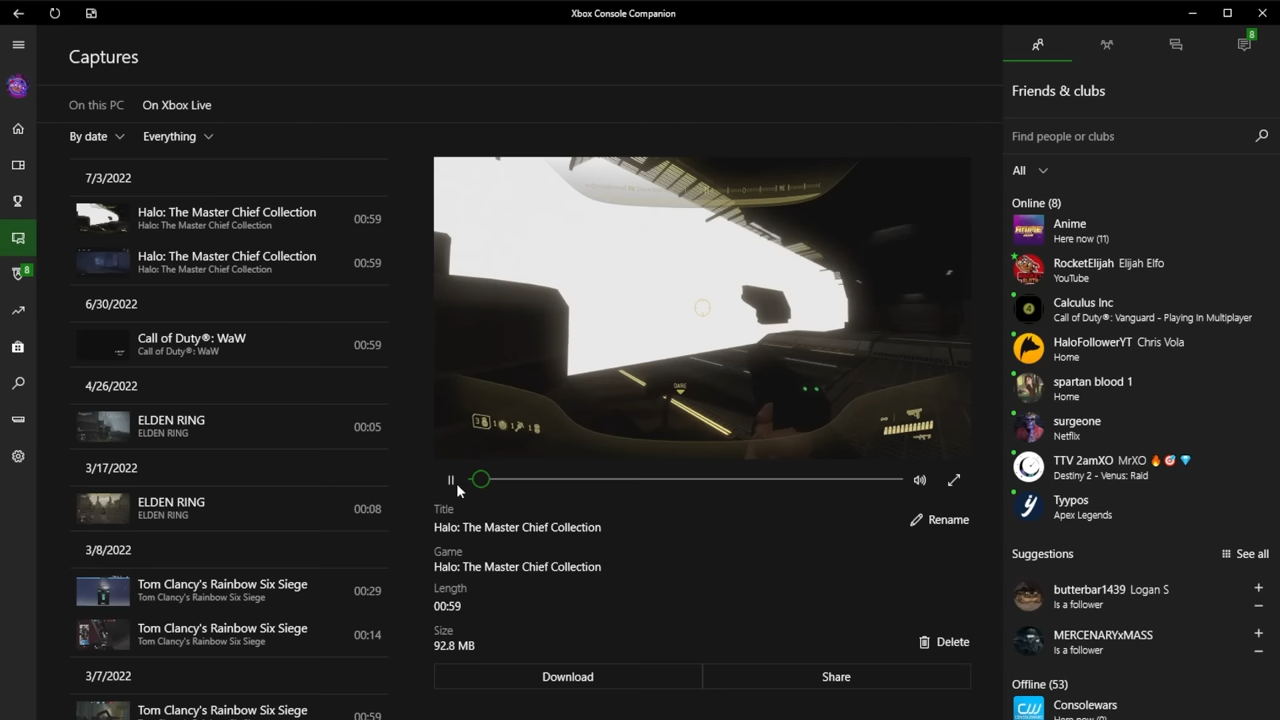 Xbox Console Companion
Captures
On this PC
On Xbox Live
By date
Everything
7/3/2022
Halo: The Master Chief Collection
Halo: The Master Chief Collection
00:59
Halo: The Master Chief Collection
Halo: The Master Chief Collection
00:59
6/30/2022
Call of Duty®: WaW
Call of Duty®: WaW
00:59
4/26/2022
ELDEN RING
ELDEN RING
00:05
3/17/2022
ELDEN RING
ELDEN RING
00:08
3/8/2022
Tom Clancy's Rainbow Six Siege
Tom Clancy's Rainbow Six Siege
00:29
Tom Clancy's Rainbow Six Siege
Tom Clancy's Rainbow Six Siege
00:14
3/7/2022
Tom Clancy's Rainbow Six Siege
00:59
DARE
Title
Halo: The Master Chief Collection
Rename
Game
Halo: The Master Chief Collection
Length
00:59
Size
92.8 MB
Delete
Download
Share
8
8
Friends & clubs
Find people or clubs
All
Online (8)
Anime
Here now (11)
RocketElijah Elijah Elfo
YouTube
Calculus Inc
Call of Duty®: Vanguard - Playing In Multiplayer
HaloFollowerYT Chris Vola
Home
spartan blood 1
Home
surgeone
Netflix
TTV 2amXO MrXO 🔥🎯💎
Destiny 2 - Venus: Raid
Tyypos
Apex Legends
Suggestions
See all
butterbar1439 Logan S
Is a follower
MERCENARYxMASS
Is a follower
Offline (53)
Consolewars